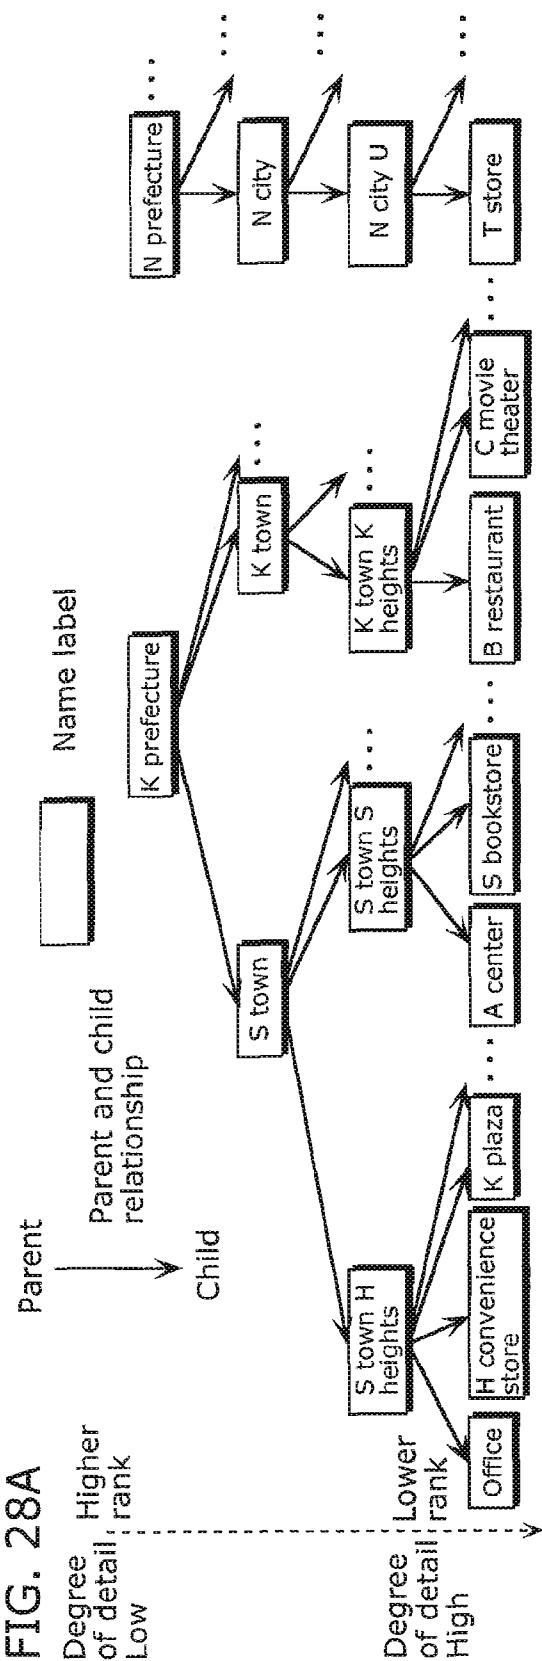 FIG. 28A
Degree
of detail
Low
Higher
rank
Parent
Parent and child
relationship
Child
Name label
K prefecture
N prefecture
...
S town
K town
...
N city
...
S town H
heights
S town S
heights
...
K town K
heights
...
N city U
...
Degree
of detail
High
Lower
rank
Office
H convenience
store
K plaza
...
A center
S bookstore
...
B restaurant
C movie
theater
...
T store
...